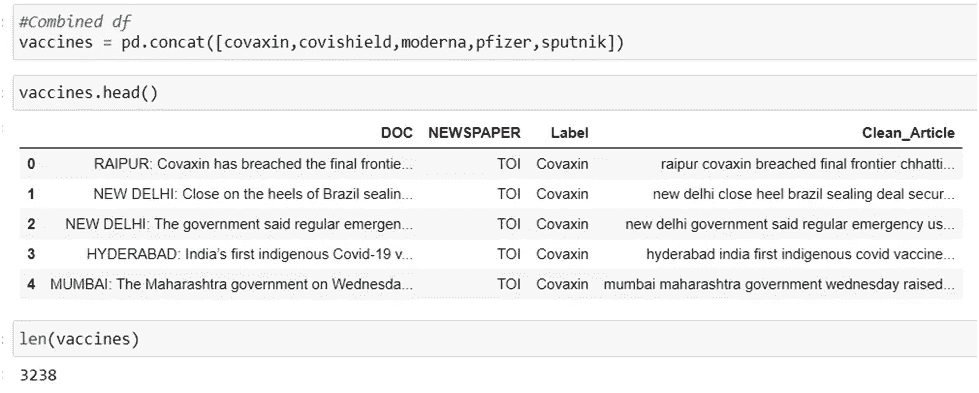 #Combined df
vaccines = pd.concat([covaxin,covishield,moderna,pfizer,sputnik])
vaccines.head()
DOC NEWSPAPER Label Clean_Article
0 RAIPUR: Covaxin has breached the final frontie... TOI Covaxin raipur covaxin breached final frontier chhatti...
1 NEW DELHI: Close on the heels of Brazil sealin... TOI Covaxin new delhi close heel brazil sealing deal secur...
2 NEW DELHI: The government said regular emergen... TOI Covaxin new delhi government said regular emergency us...
3 HYDERABAD: India’s first indigenous Covid-19 v... TOI Covaxin hyderabad india first indigenous covid vaccine...
4 MUMBAI: The Maharashtra government on Wednesda... TOI Covaxin mumbai maharashtra government wednesday raised...
len(vaccines)
3238